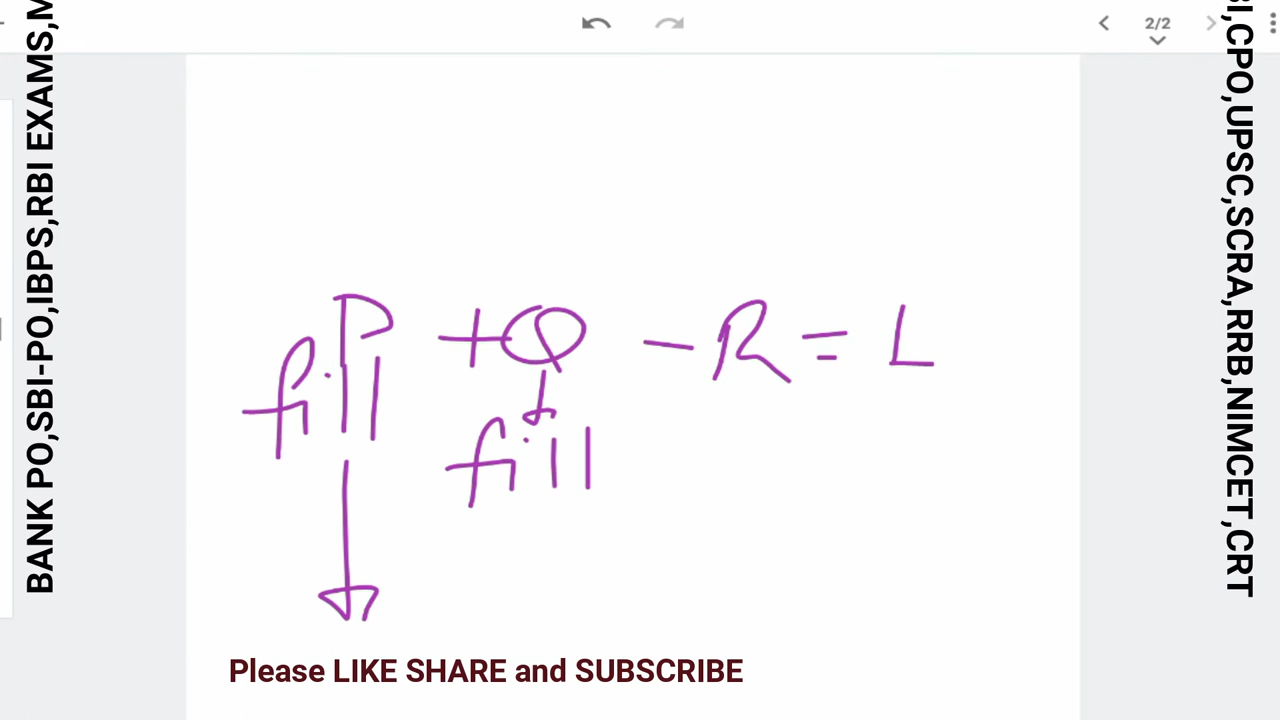 2/2
BANK PO,SBI-PO,IBPS,RBI EXAMS,M
P + Q - R = L
fill fill
Please LIKE SHARE and SUBSCRIBE
BI,CPO,UPSC,SCRA,RRB,NIMCET,CRT